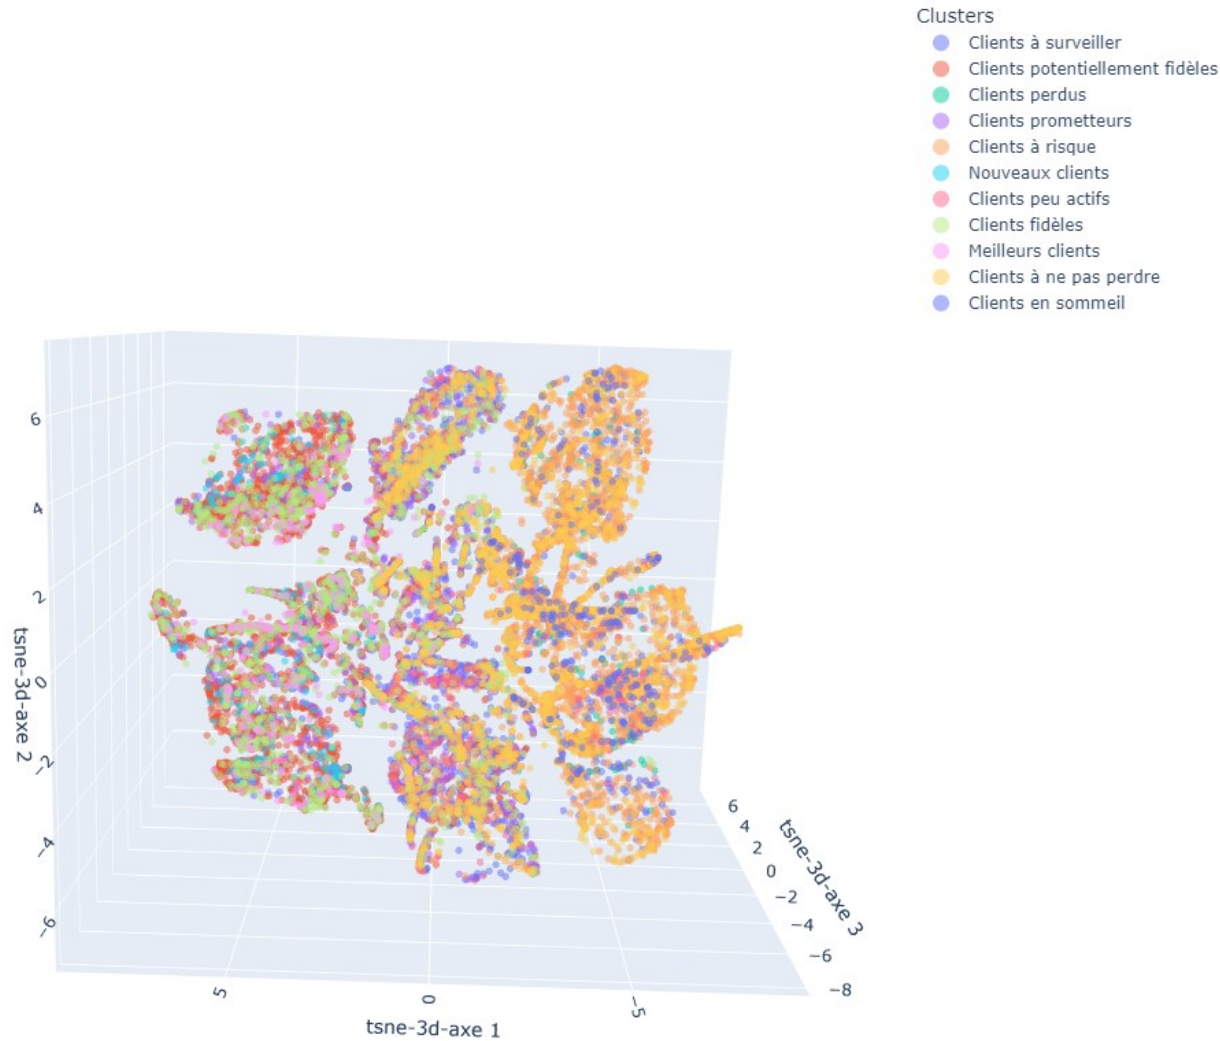 Clusters
Clients à surveiller
Clients potentiellement fidèles
Clients perdus
Clients prometteurs
Clients à risque
Nouveaux clients
Clients peu actifs
Clients fidèles
Meilleurs clients
Clients à ne pas perdre
Clients en sommeil
6
4
2
0
−2
−4
−6
tsne-3d-axe 2
5
0
−5
tsne-3d-axe 1
6
4
2
0
−2
−4
−6
−8
tsne-3d-axe 3